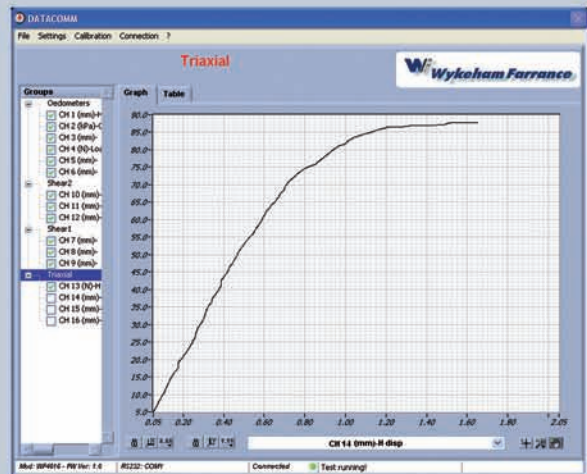 DATACOMM
File Settings Calibration Connection ?
Triaxial
Wykeham Farrance
Groups
Oedometers
CH 1 (mm)-H
CH 2 (kPa)-
CH 3 (mm)-
CH 4 (N)-Loa
CH 5 (mm)-
CH 6 (mm)-
Shear2
CH 10 (mm)-
CH 11 (mm)-
CH 12 (mm)-
Shear1
CH 7 (mm)-
CH 8 (mm)-
CH 9 (mm)-
Triaxial
CH 13 (N)-H
CH 14 (mm)-
CH 15 (mm)-
CH 16 (mm)-
Graph Table
90.0
85.0
80.0
75.0
70.0
65.0
60.0
55.0
50.0
45.0
40.0
35.0
30.0
25.0
20.0
15.0
10.0
5.0
0.05 0.20 0.40 0.60 0.80 1.00 1.20 1.40 1.60 1.80 2.05
CH 14 (mm)-H disp
RS232: COM1
Connected
Test running!